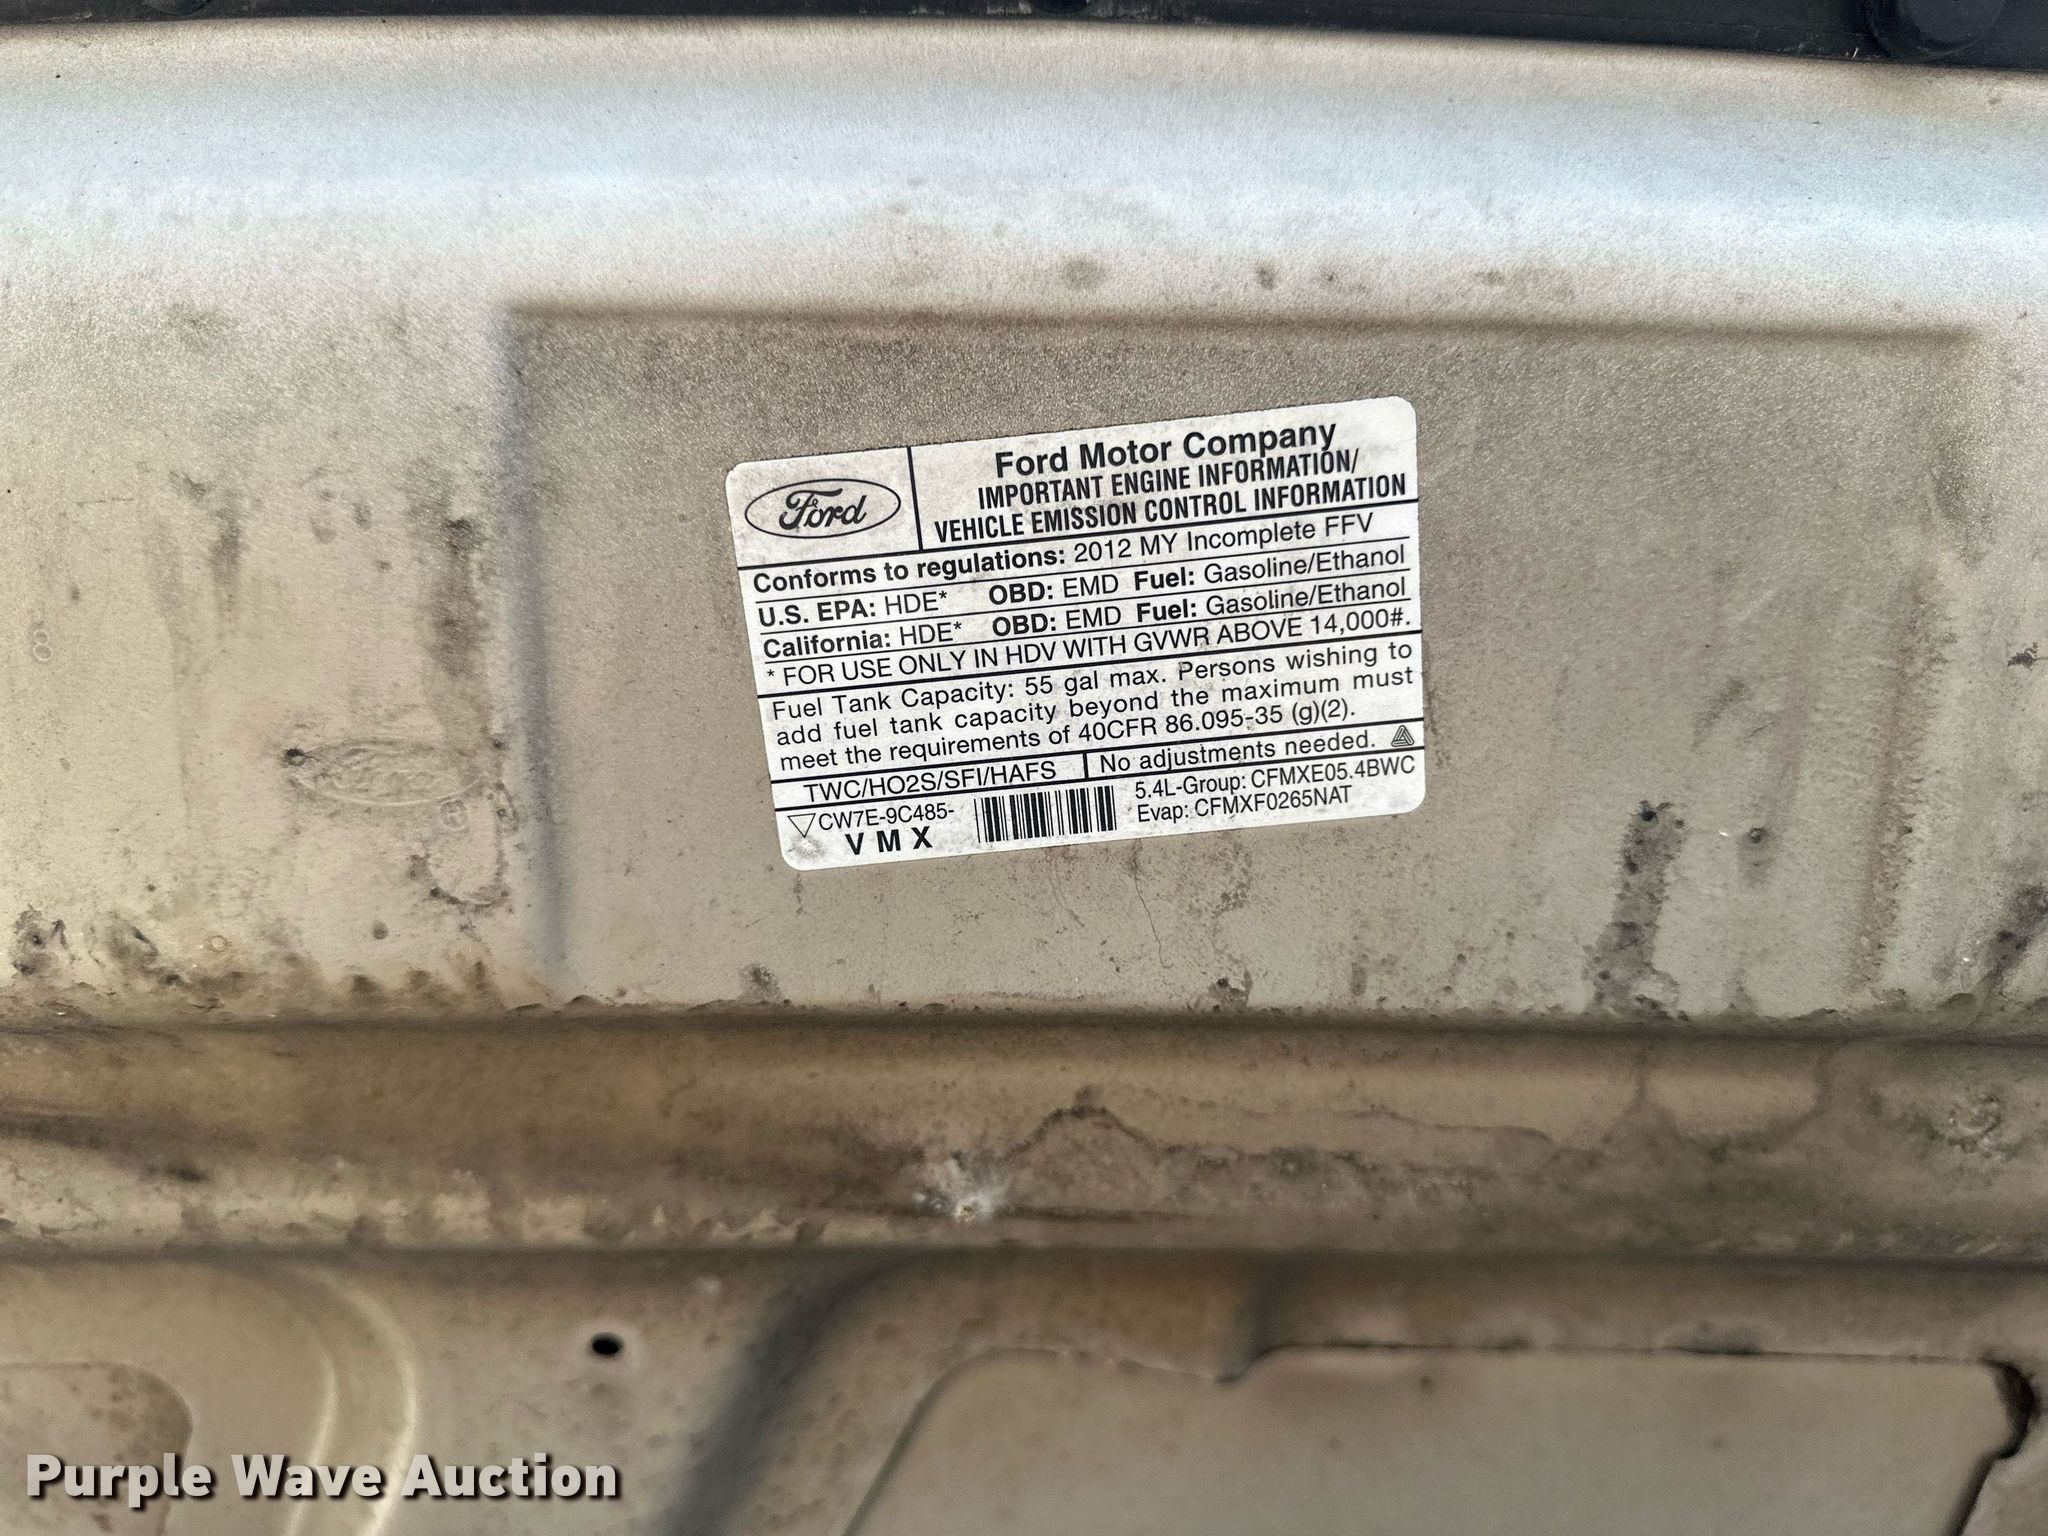 Ford
Ford Motor Company
IMPORTANT ENGINE INFORMATION/
VEHICLE EMISSION CONTROL INFORMATION
Conforms to regulations: 2012 MY Incomplete FFV
U.S. EPA: HDE* OBD: EMD Fuel: Gasoline/Ethanol
California: HDE* OBD: EMD Fuel: Gasoline/Ethanol
* FOR USE ONLY IN HDV WITH GVWR ABOVE 14,000#.
Fuel Tank Capacity: 55 gal max. Persons wishing to
add fuel tank capacity beyond the maximum must
meet the requirements of 40CFR 86.095-35 (g)(2).
TWC/HO2S/SFI/HAFS No adjustments needed.
CW7E-9C485-
V M X
5.4L-Group: CFMXE05.4BWC
Evap: CFMXF0265NAT
Purple Wave Auction